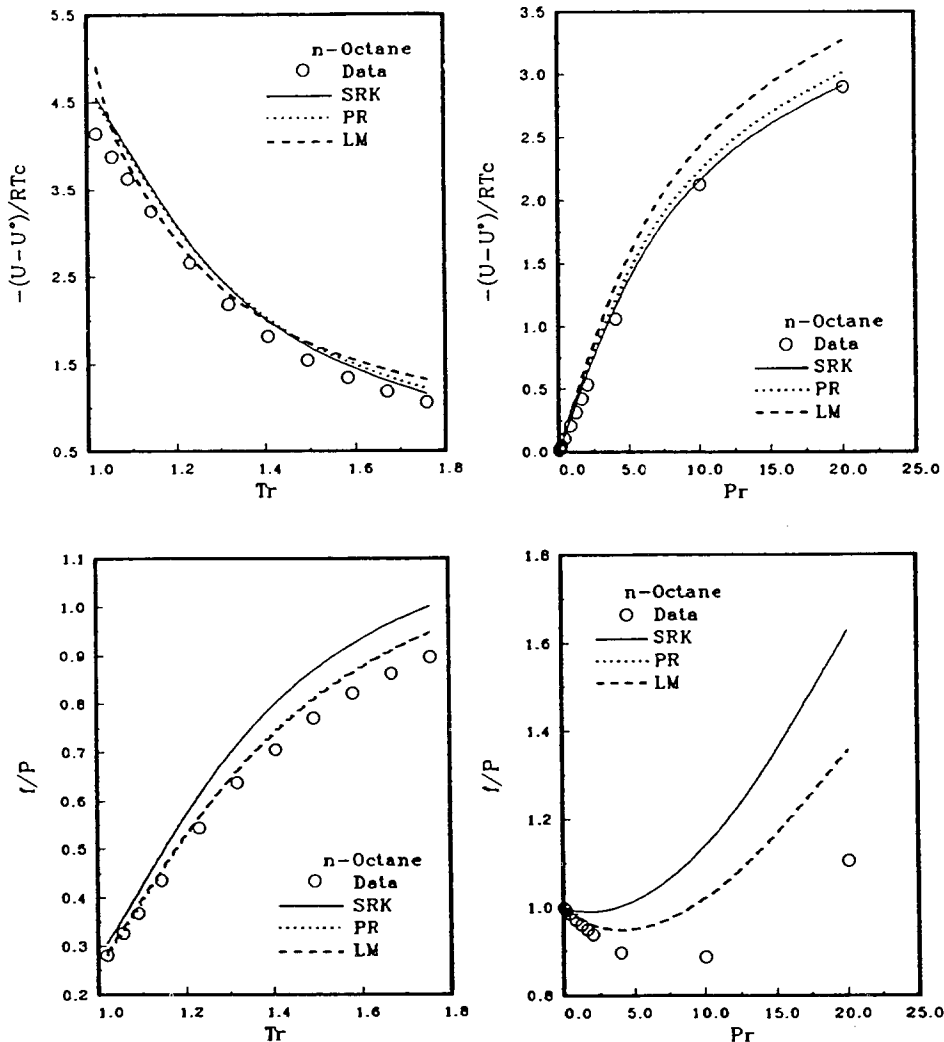 5.5
4.5
3.5
2.5
1.5
0.5
1.0
1.2
1.4
1.6
1.8
−(U−U°)/RTc
Tr
n-Octane
Data
SRK
PR
LM
3.5
3.0
2.5
2.0
1.5
1.0
0.5
0.0
0.0
5.0
10.0
15.0
20.0
25.0
−(U−U°)/RTc
Pr
n-Octane
Data
SRK
PR
LM
1.1
1.0
0.9
0.8
0.7
0.6
0.5
0.4
0.3
0.2
1.0
1.2
1.4
1.6
1.8
f/P
Tr
n-Octane
Data
SRK
PR
LM
1.8
1.6
1.4
1.2
1.0
0.8
0.0
5.0
10.0
15.0
20.0
25.0
f/P
Pr
n-Octane
Data
SRK
PR
LM